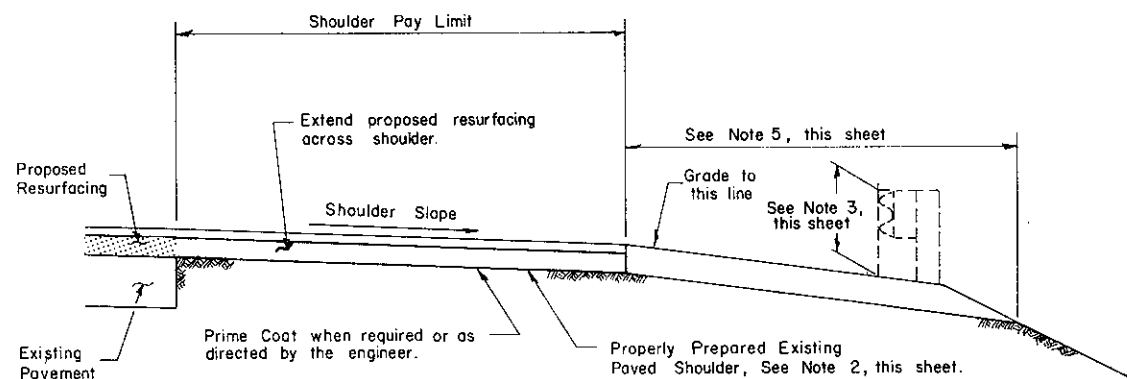 Shoulder Pay Limit
Extend proposed resurfacing
across shoulder.
See Note 5, this sheet
Proposed
Resurfacing
Grade to
this line
Shoulder Slope
See Note 3,
this sheet
Prime Coat when required or as
directed by the engineer.
Existing
Pavement
Properly Prepared Existing
Paved Shoulder, See Note 2, this sheet.